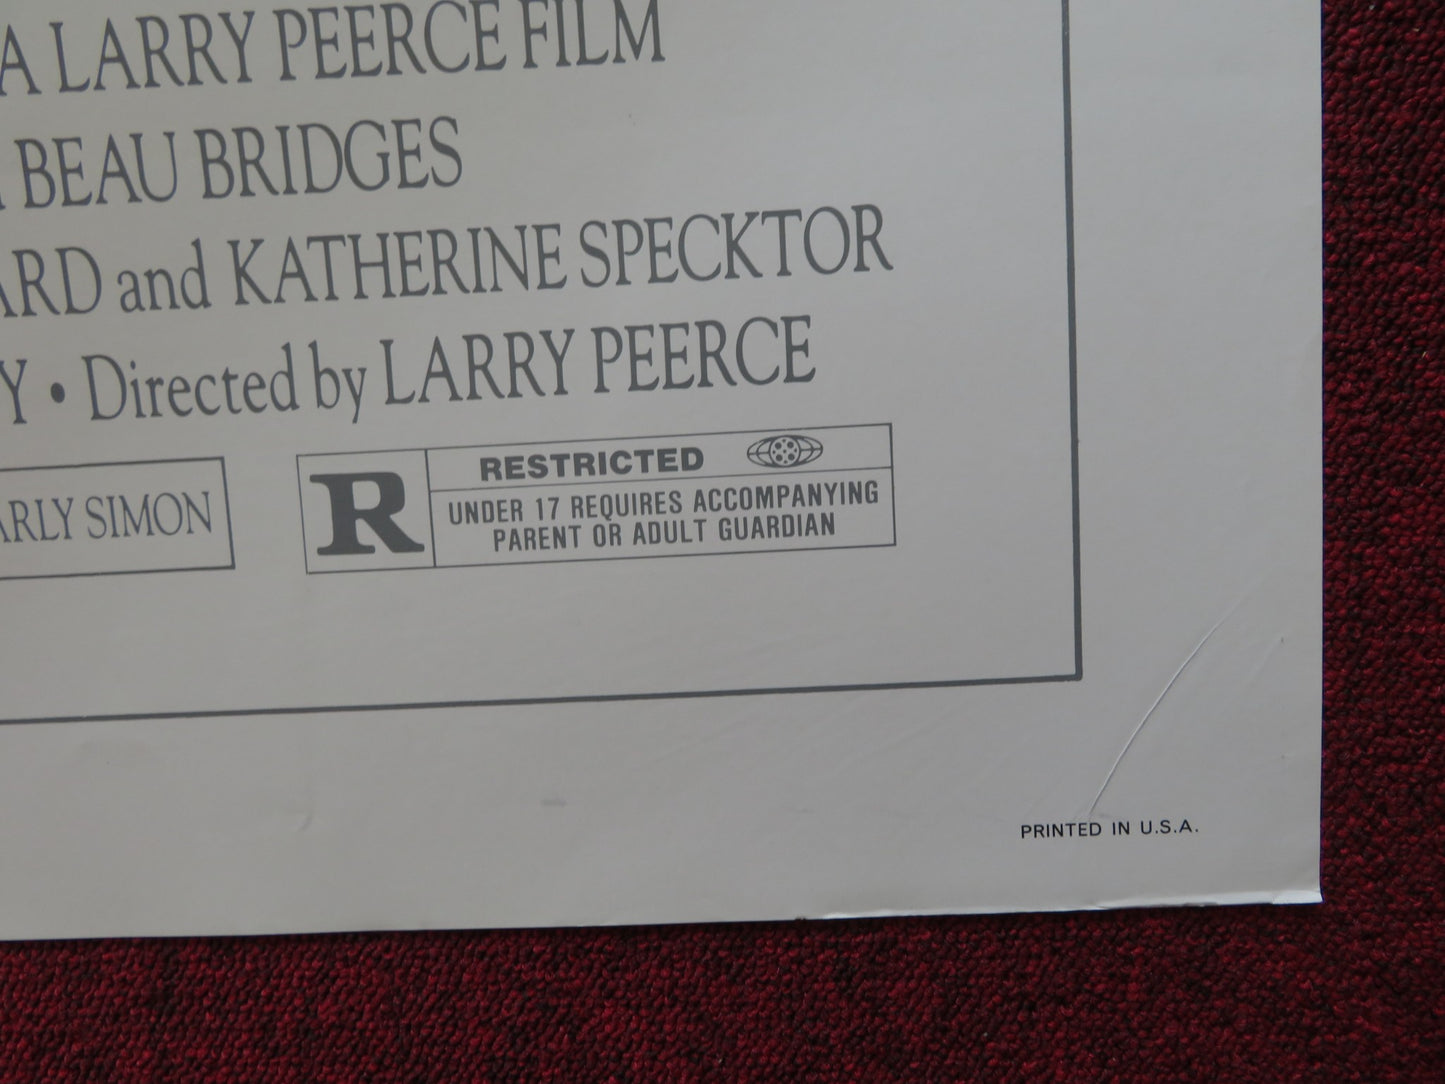 A LARRY PEERCE FILM
BEAU BRIDGES
ARD and KATHERINE SPECKTOR
Y • Directed by LARRY PEERCE
ARLY SIMON
R
RESTRICTED
UNDER 17 REQUIRES ACCOMPANYING
PARENT OR ADULT GUARDIAN
PRINTED IN U.S.A.